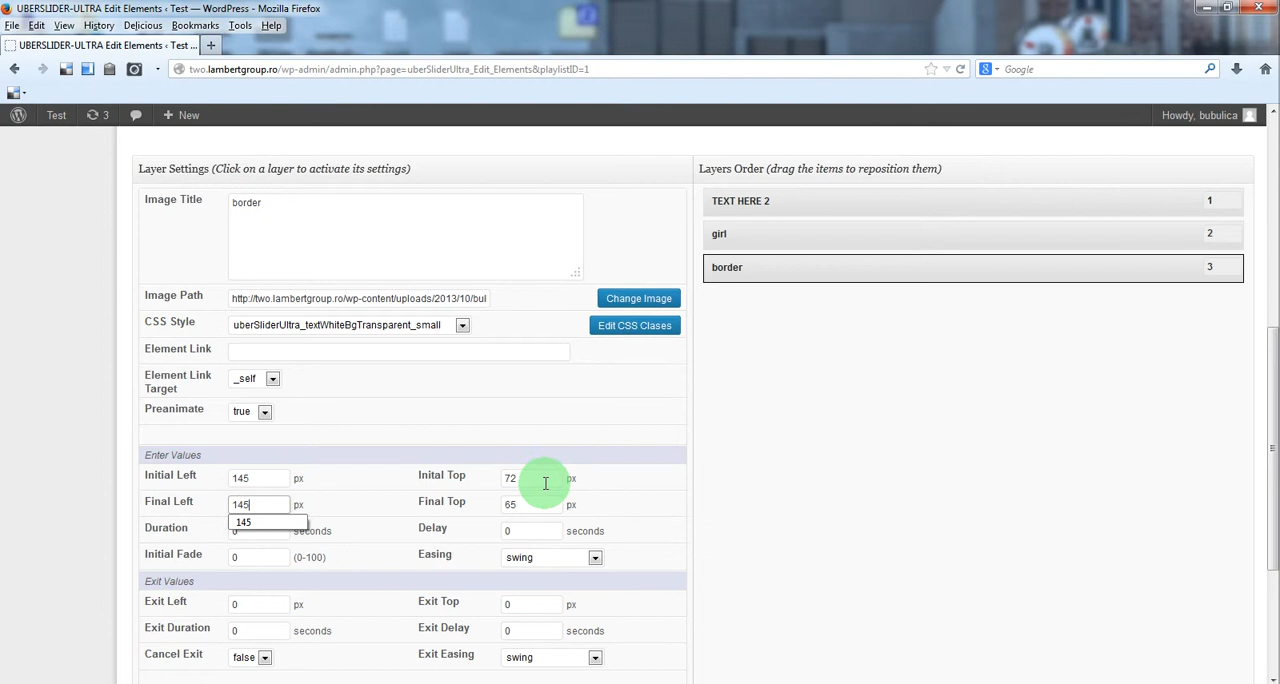 UBERSLIDER-ULTRA Edit Elements ‹ Test — WordPress - Mozilla Firefox
File Edit View History Delicious Bookmarks Tools Help
UBERSLIDER-ULTRA Edit Elements ‹ Test ... +
two.lambertgroup.ro/wp-admin/admin.php?page=uberSliderUltra_Edit_Elements&playlistID=1
Google
Test 3 + New Howdy, bubulica
Layer Settings (Click on a layer to activate its settings)
Layers Order (drag the items to reposition them)
Image Title border
TEXT HERE 2 1
girl 2
border 3
Image Path http://two.lambertgroup.ro/wp-content/uploads/2013/10/bul Change Image
CSS Style uberSliderUltra_textWhiteBgTransparent_small Edit CSS Clases
Element Link
Element Link Target _self
Preanimate true
Enter Values
Initial Left 145 px Inital Top 72 px
Final Left 145 px Final Top 65 px
145
Duration 0 seconds Delay 0 seconds
Initial Fade 0 (0-100) Easing swing
Exit Values
Exit Left 0 px Exit Top 0 px
Exit Duration 0 seconds Exit Delay 0 seconds
Cancel Exit false Exit Easing swing